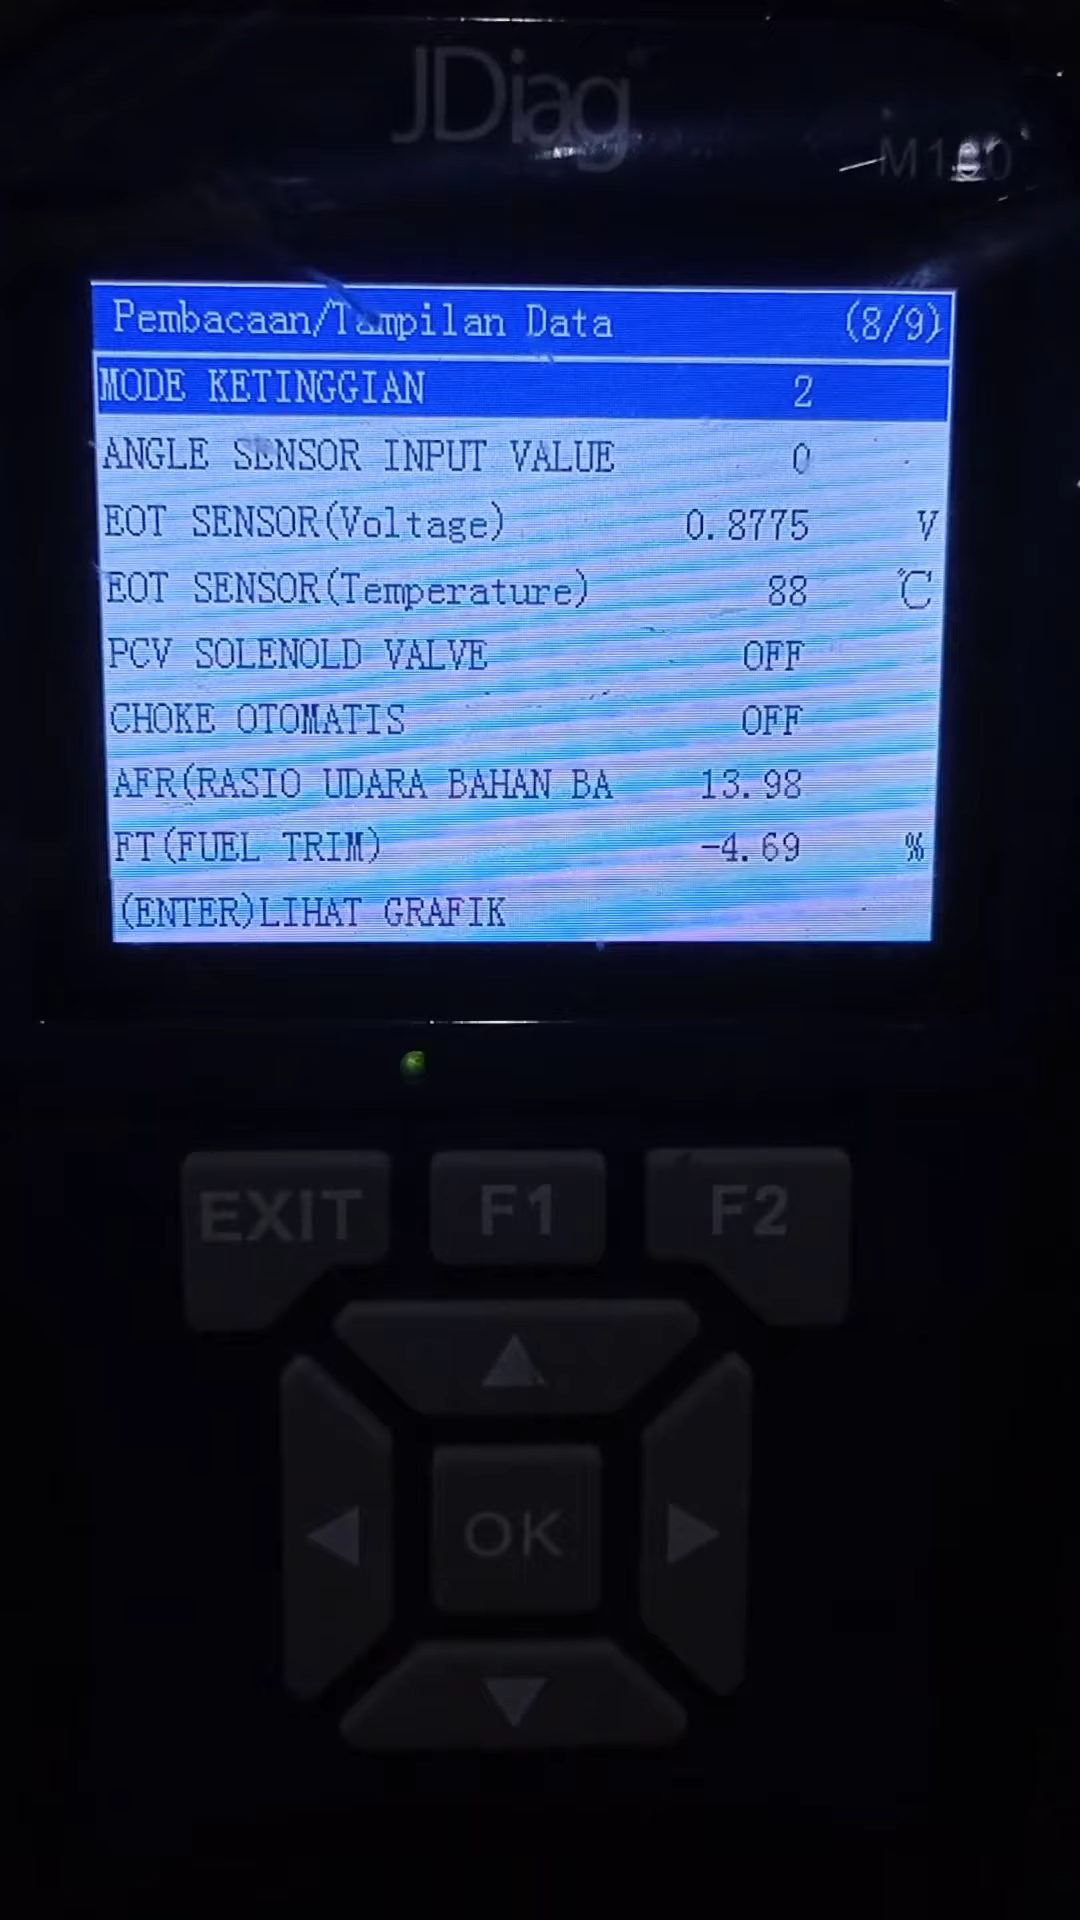 JDiag
Pembacaan/Tampilan Data (8/9)
MODE KETINGGIAN 2
ANGLE SENSOR INPUT VALUE 0
EOT SENSOR(Voltage) 0.8775 V
EOT SENSOR(Temperature) 88 ℃
PCV SOLENOLD VALVE OFF
CHOKE OTOMATIS OFF
AFR(RASIO UDARA BAHAN BA 13.98
FT(FUEL TRIM) -4.69 %
(ENTER)LIHAT GRAFIK
EXIT F1 F2
OK